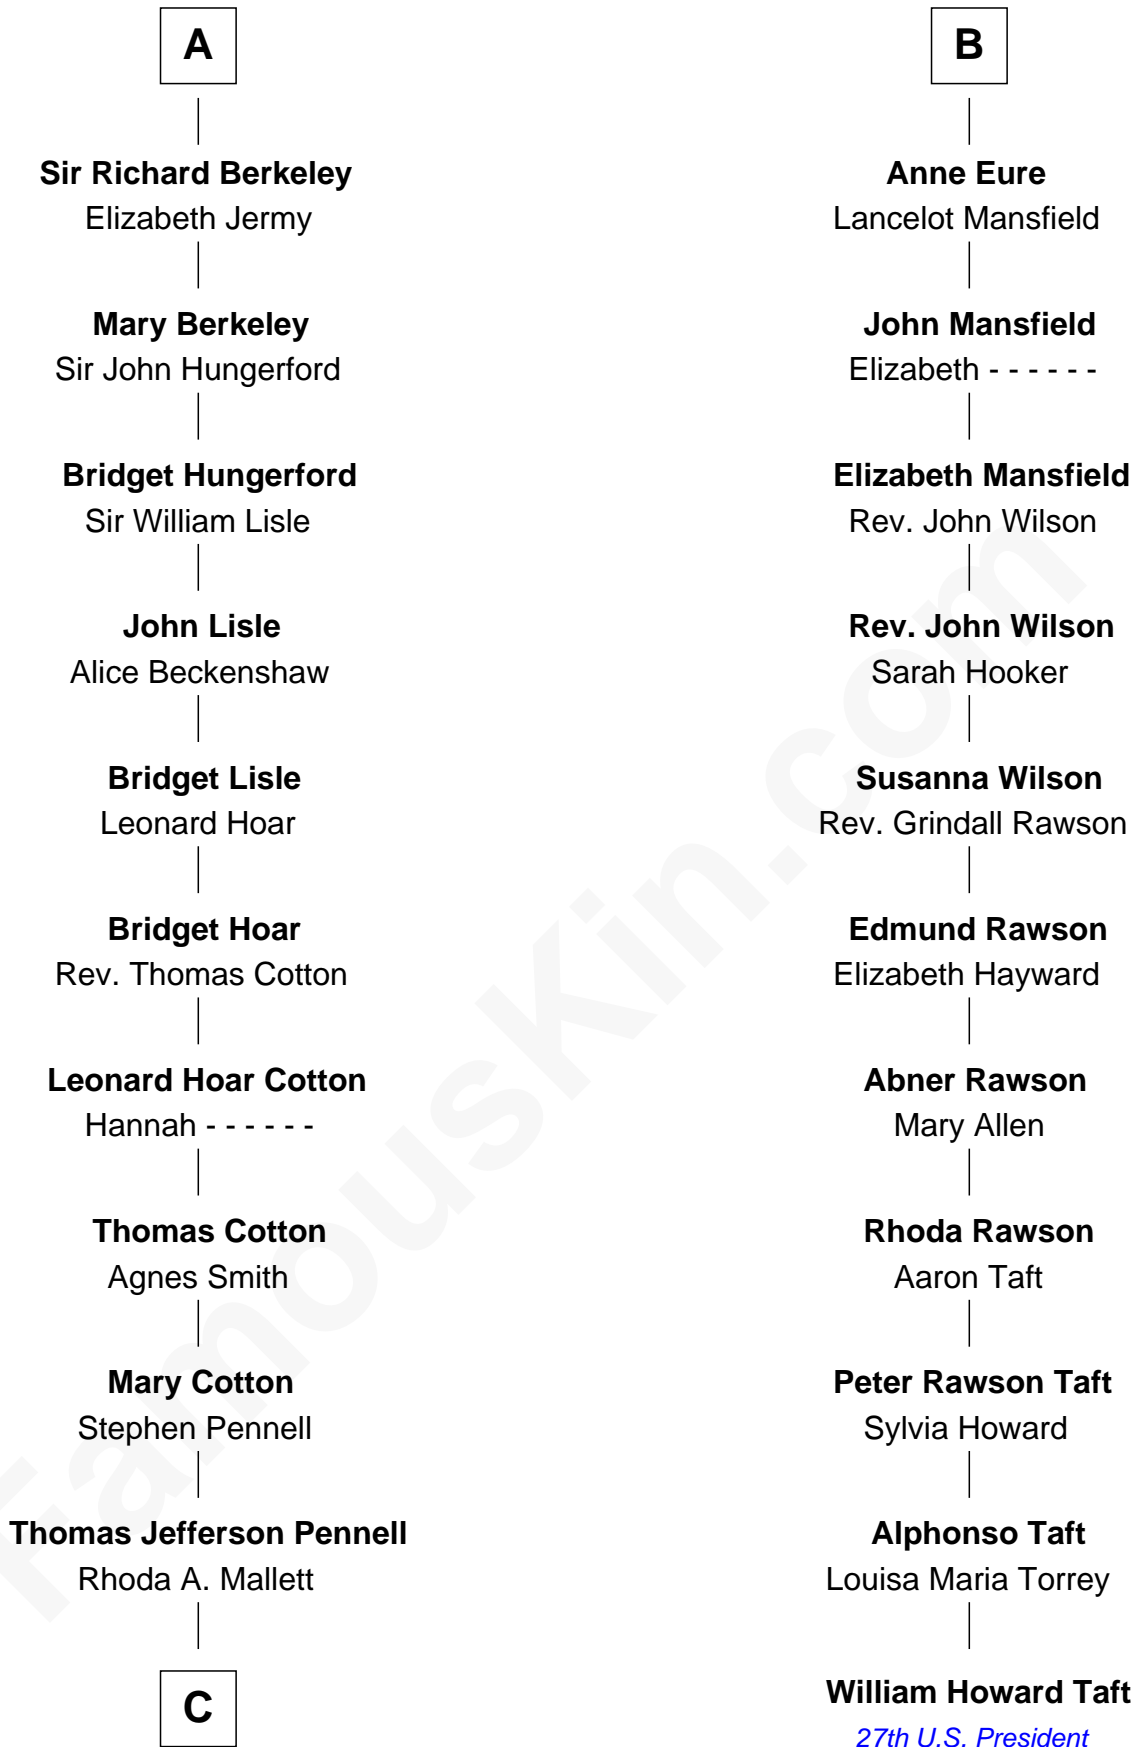 A
Sir Richard Berkeley
Elizabeth Jermy
Mary Berkeley
Sir John Hungerford
Bridget Hungerford
Sir William Lisle
John Lisle
Alice Beckenshaw
Bridget Lisle
Leonard Hoar
Bridget Hoar
Rev. Thomas Cotton
Leonard Hoar Cotton
Hannah - - - - - -
Thomas Cotton
Agnes Smith
Mary Cotton
Stephen Pennell
Thomas Jefferson Pennell
Rhoda A. Mallett
C
B
Anne Eure
Lancelot Mansfield
John Mansfield
Elizabeth - - - - - -
Elizabeth Mansfield
Rev. John Wilson
Rev. John Wilson
Sarah Hooker
Susanna Wilson
Rev. Grindall Rawson
Edmund Rawson
Elizabeth Hayward
Abner Rawson
Mary Allen
Rhoda Rawson
Aaron Taft
Peter Rawson Taft
Sylvia Howard
Alphonso Taft
Louisa Maria Torrey
William Howard Taft
27th U.S. President
FamousKin.com